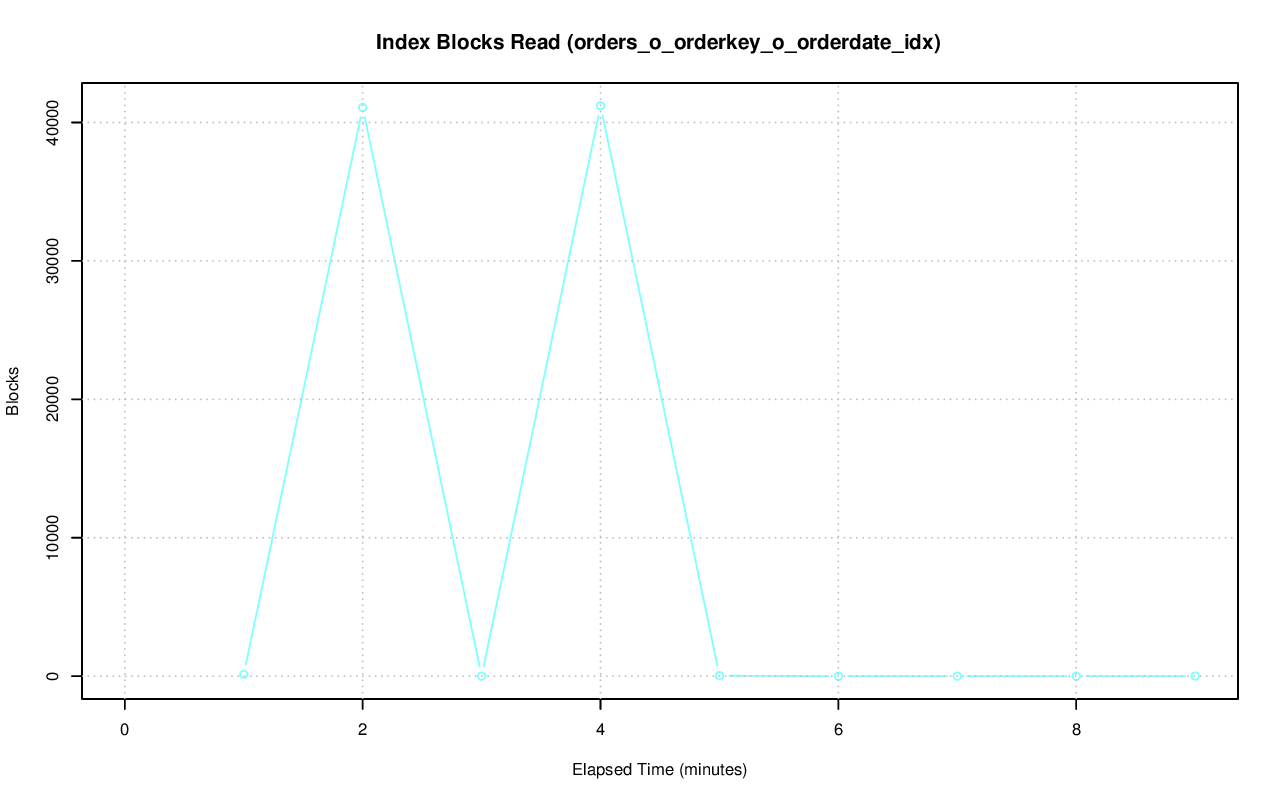 Index Blocks Read (orders_o_orderkey_o_orderdate_idx)
Blocks
40000
30000
20000
10000
0
0 2 4 6 8
Elapsed Time (minutes)